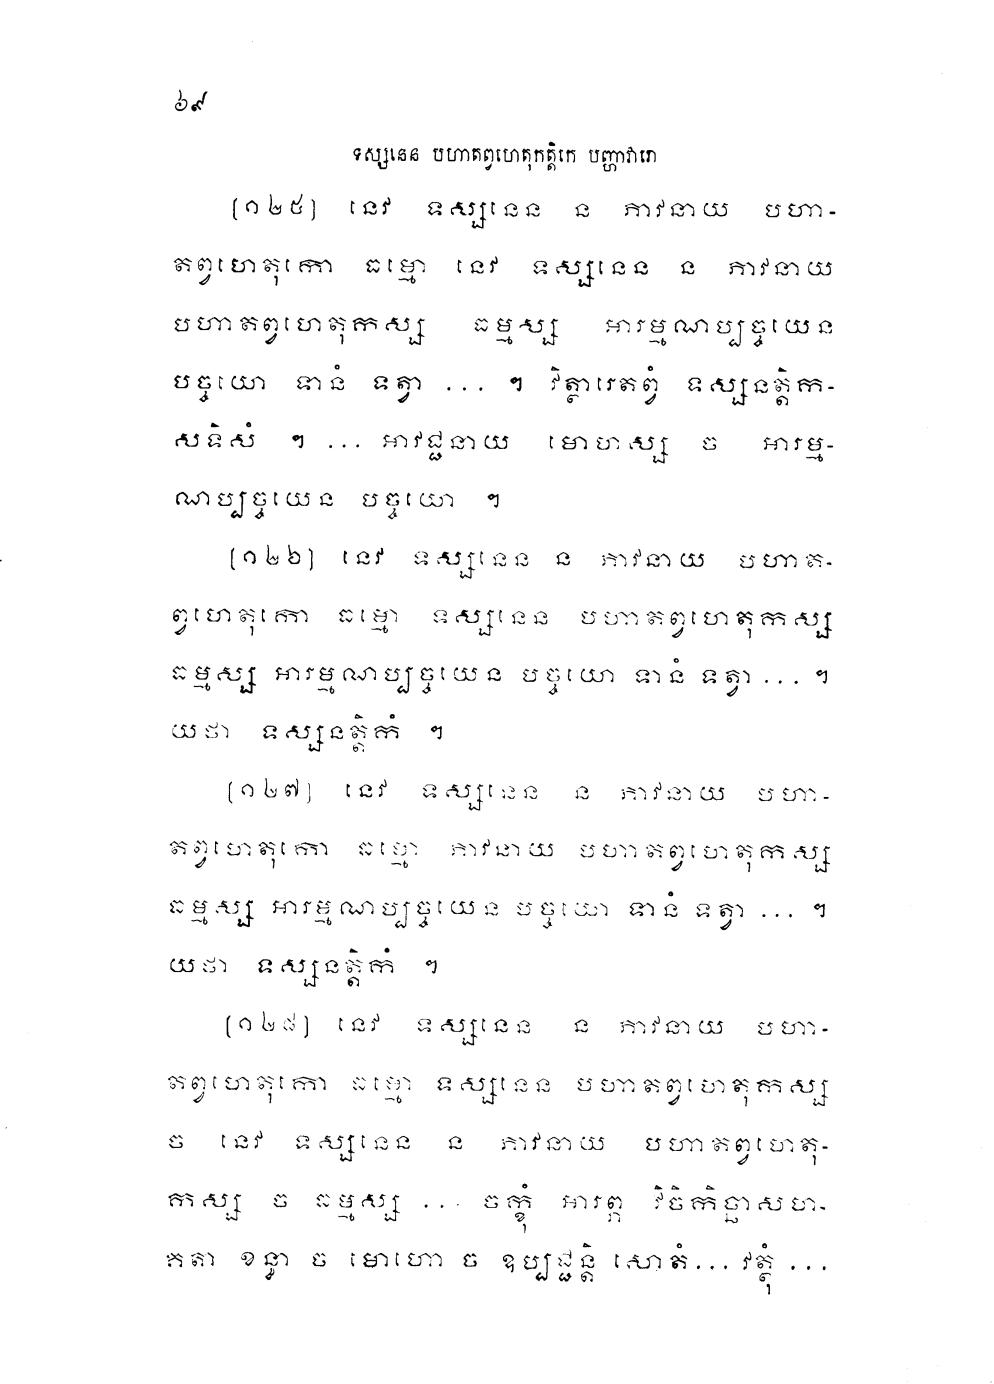 ៦៩
ទស្សនេន បហាតព្វហេតុកត្តិកេ បញ្ហាវារោ
[១២៥] នេវ ទស្សនេន ន ភាវនាយ បហា-
តព្វហេតុកោ ធម្មោ នេវ ទស្សនេន ន ភាវនាយ
បហាតព្វហេតុកស្ស ធម្មស្ស អារម្មណប្បច្ចយេន
បច្ចយោ ទានំ ទត្វា ... ។ វិត្ថារេតព្វំ ទស្សនត្តិក-
សទិសំ ។ ... អាវជ្ជនាយ មោហស្ស ច អារម្ម-
ណប្បច្ចយេន បច្ចយោ ។
[១២៦] នេវ ទស្សនេន ន ភាវនាយ បហាត-
ព្វហេតុកោ ធម្មោ ទស្សនេន បហាតព្វហេតុកស្ស
ធម្មស្ស អារម្មណប្បច្ចយេន បច្ចយោ ទានំ ទត្វា ... ។
យថា ទស្សនត្តិកំ ។
[១២៧] នេវ ទស្សនេន ន ភាវនាយ បហា-
តព្វហេតុកោ ធម្មោ ភាវនាយ បហាតព្វហេតុកស្ស
ធម្មស្ស អារម្មណប្បច្ចយេន បច្ចយោ ទានំ ទត្វា ... ។
យថា ទស្សនត្តិកំ ។
[១២៨] នេវ ទស្សនេន ន ភាវនាយ បហា-
តព្វហេតុកោ ធម្មោ ទស្សនេន បហាតព្វហេតុកស្ស
ច នេវ ទស្សនេន ន ភាវនាយ បហាតព្វហេតុ-
កស្ស ច ធម្មស្ស ... ចក្ខុំ អារព្ភ វិចិកិច្ឆាសហ-
គតា ខន្ធា ច មោហោ ច ឧប្បជ្ជន្តិ សោតំ... វត្ថុំ ...